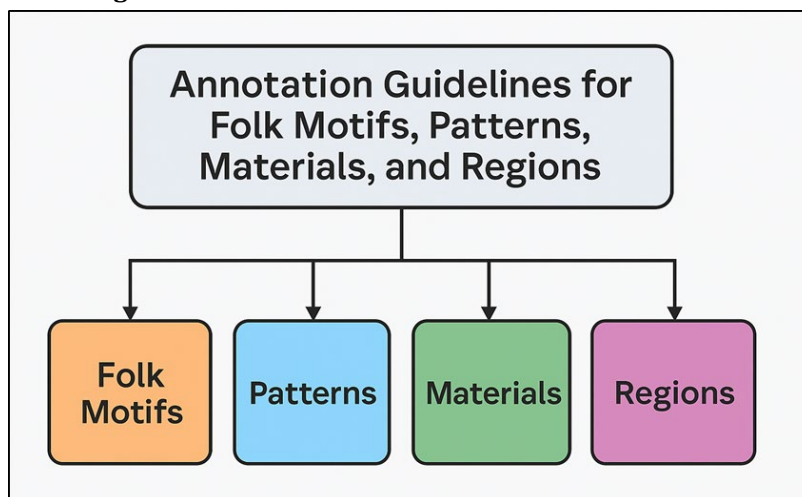 Annotation Guidelines for
Folk Motifs, Patterns,
Materials, and Regions
Folk
Motifs
Patterns
Materials
Regions